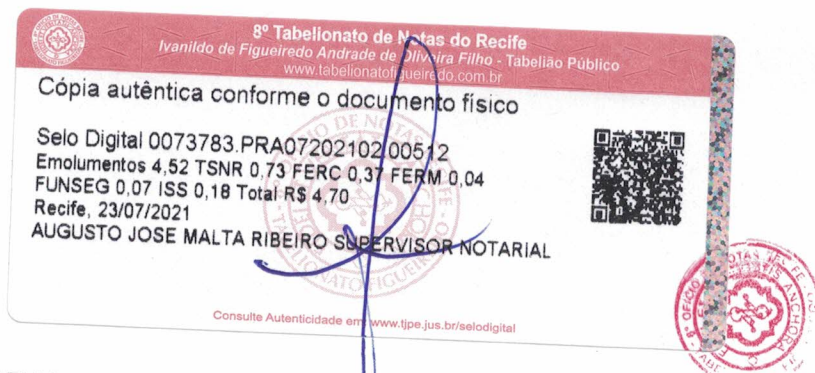 8º Tabelionato de Notas do Recife
Ivanildo de Figueiredo Andrade de Oliveira Filho - Tabelião Público
www.tabelionatofigueiredo.com.br
Cópia autêntica conforme o documento físico
Selo Digital 0073783.PRA07202102.00512
Emolumentos 4,52 TSNR 0,73 FERC 0,37 FERM 0,04
FUNSEG 0,07 ISS 0,18 Total R$ 4,70
Recife, 23/07/2021
AUGUSTO JOSE MALTA RIBEIRO SUPERVISOR NOTARIAL
Consulte Autenticidade em www.tjpe.jus.br/selodigital